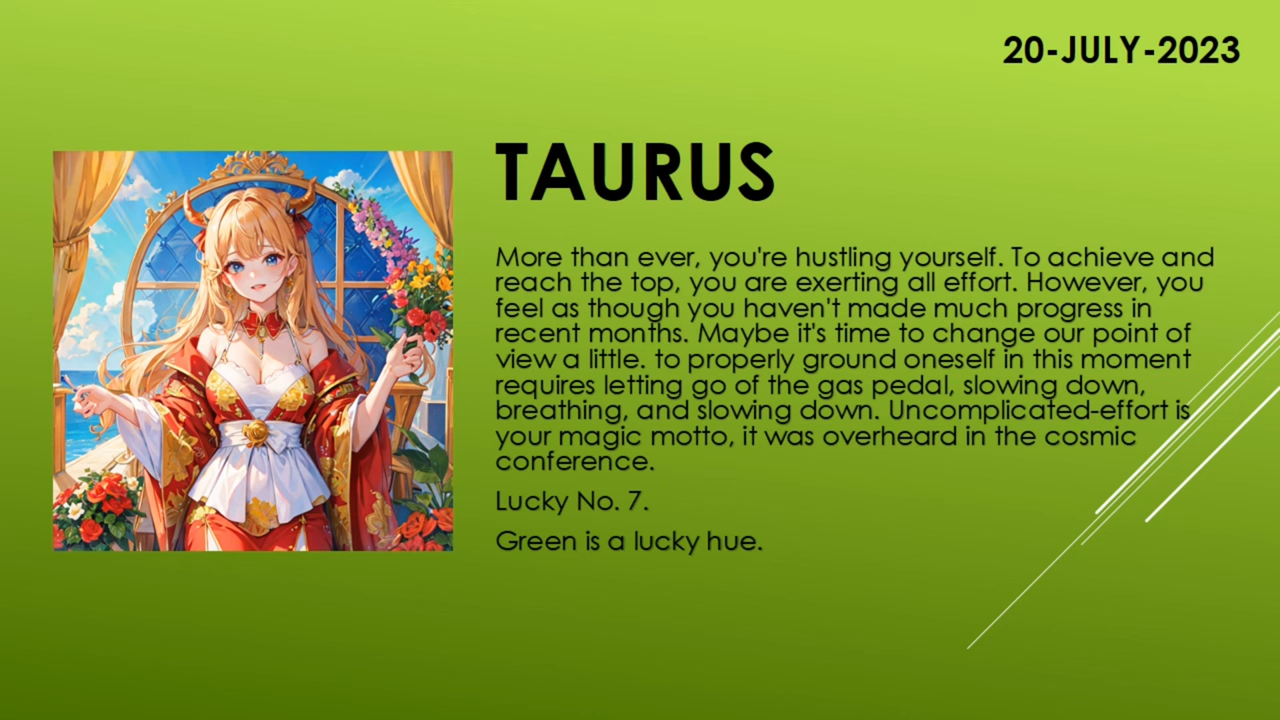 20-JULY-2023
TAURUS
More than ever, you're hustling yourself. To achieve and
reach the top, you are exerting all effort. However, you
feel as though you haven't made much progress in
recent months. Maybe it's time to change our point of
view a little. to properly ground oneself in this moment
requires letting go of the gas pedal, slowing down,
breathing, and slowing down. Uncomplicated-effort is
your magic motto, it was overheard in the cosmic
conference.
Lucky No. 7.
Green is a lucky hue.